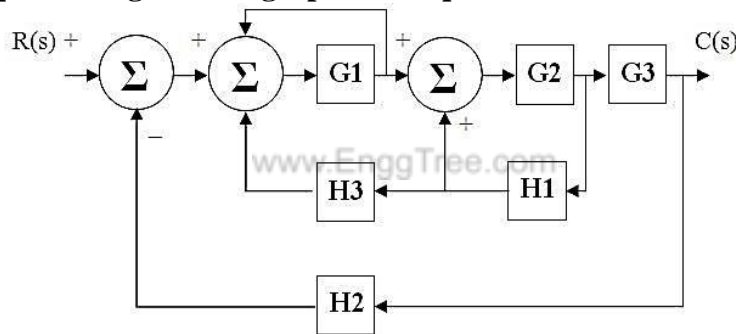 R(s) + + + C(s)
Σ Σ G1 Σ G2 G3
− +
www.EnggTree.com
H3 H1
H2